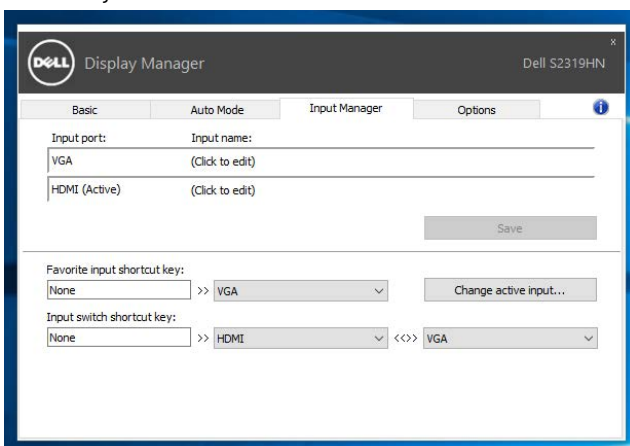 DELL Display Manager Dell S2319HN x
Basic Auto Mode Input Manager Options i
Input port: Input name:
VGA (Click to edit)
HDMI (Active) (Click to edit)
Save
Favorite input shortcut key:
None >> VGA Change active input...
Input switch shortcut key:
None >> HDMI <<>> VGA